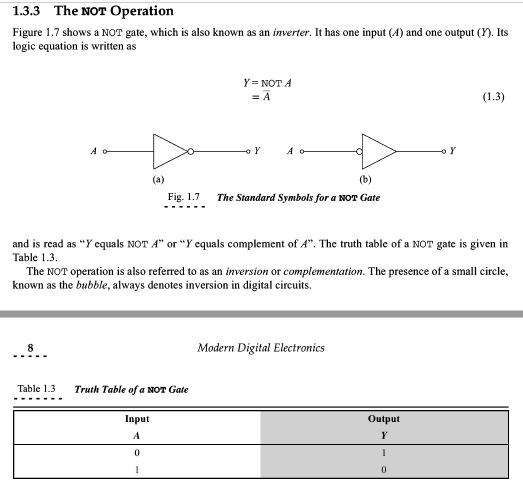 1.3.3 The NOT Operation
Figure 1.7 shows a NOT gate, which is also known as an inverter. It has one input (A) and one output (Y). Its
logic equation is written as
Y = NOT A
= A̅
(1.3)
A Y A Y
(a) (b)
Fig. 1.7 The Standard Symbols for a NOT Gate
and is read as “Y equals NOT A” or “Y equals complement of A”. The truth table of a NOT gate is given in
Table 1.3.
The NOT operation is also referred to as an inversion or complementation. The presence of a small circle,
known as the bubble, always denotes inversion in digital circuits.
8 Modern Digital Electronics
Table 1.3 Truth Table of a NOT Gate
Input Output
A Y
0 1
1 0